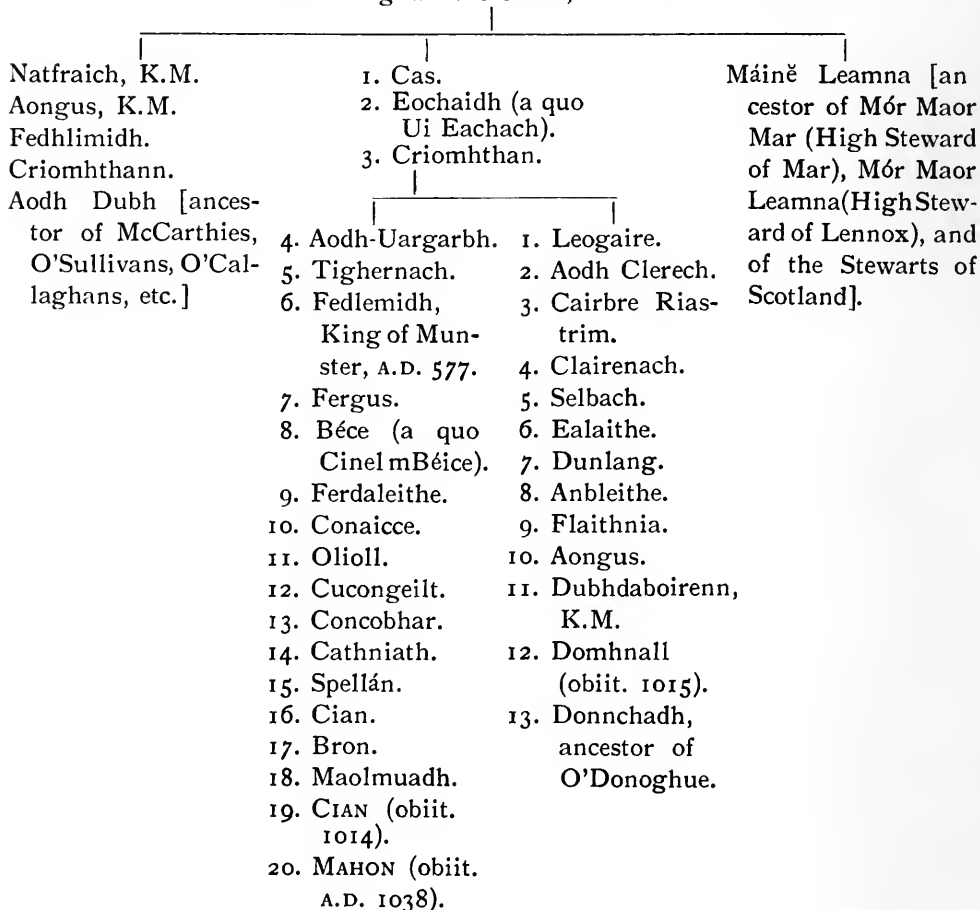 Natfraich, K.M.
Aongus, K.M.
Fedhlimidh.
Criomhthann.
Aodh Dubh [ances-
tor of McCarthies,
O'Sullivans, O'Cal-
laghans, etc.]
1. Cas.
2. Eochaidh (a quo
Ui Eachach).
3. Criomhthan.
Máinĕ Leamna [an
cestor of Mór Maor
Mar (High Steward
of Mar), Mór Maor
Leamna(High Stew-
ard of Lennox), and
of the Stewarts of
Scotland].
4. Aodh-Uargarbh.
5. Tighernach.
6. Fedlemidh,
King of Mun-
ster, A.D. 577.
7. Fergus.
8. Béce (a quo
Cinel mBéice).
9. Ferdaleithe.
10. Conaicce.
11. Olioll.
12. Cucongeilt.
13. Concobhar.
14. Cathniath.
15. Spellán.
16. Cian.
17. Bron.
18. Maolmuadh.
19. CIAN (obiit.
1014).
20. MAHON (obiit.
A.D. 1038).
1. Leogaire.
2. Aodh Clerech.
3. Cairbre Rias-
trim.
4. Clairenach.
5. Selbach.
6. Ealaithe.
7. Dunlang.
8. Anbleithe.
9. Flaithnia.
10. Aongus.
11. Dubhdaboirenn,
K.M.
12. Domhnall
(obiit. 1015).
13. Donnchadh,
ancestor of
O'Donoghue.